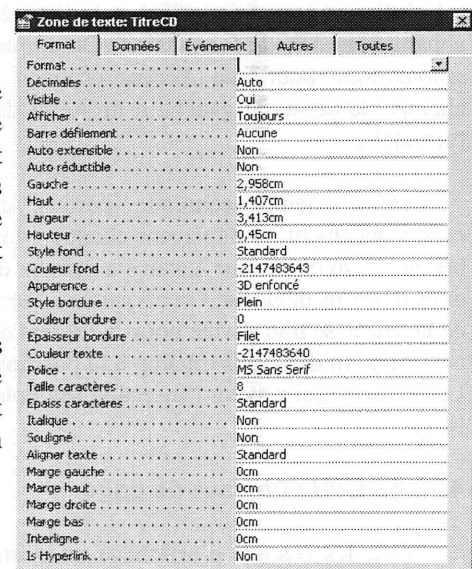 Zone de texte: TitreCD
Format Données Événement Autres Toutes
Format . . . . . . . . . . . . . . . . . . . . .
Décimales . . . . . . . . . . . . . . . . . . Auto
Visible . . . . . . . . . . . . . . . . . . . . . Oui
Afficher . . . . . . . . . . . . . . . . . . . . Toujours
Barre défilement . . . . . . . . . . . . Aucune
Auto extensible . . . . . . . . . . . . . Non
Auto réductible . . . . . . . . . . . . . Non
Gauche . . . . . . . . . . . . . . . . . . . . 2,958cm
Haut . . . . . . . . . . . . . . . . . . . . . . 1,407cm
Largeur . . . . . . . . . . . . . . . . . . . . 3,413cm
Hauteur . . . . . . . . . . . . . . . . . . . 0,45cm
Style fond . . . . . . . . . . . . . . . . . . Standard
Couleur fond . . . . . . . . . . . . . . . -2147483643
Apparence . . . . . . . . . . . . . . . . . 3D enfoncé
Style bordure . . . . . . . . . . . . . . . Plein
Couleur bordure . . . . . . . . . . . . . 0
Epaisseur bordure . . . . . . . . . . . Filet
Couleur texte . . . . . . . . . . . . . . . -2147483640
Police . . . . . . . . . . . . . . . . . . . . . MS Sans Serif
Taille caractères . . . . . . . . . . . . . 8
Epaiss caractères . . . . . . . . . . . . Standard
Italique . . . . . . . . . . . . . . . . . . . . Non
Souligné . . . . . . . . . . . . . . . . . . . Non
Aligner texte . . . . . . . . . . . . . . . . Standard
Marge gauche . . . . . . . . . . . . . . . 0cm
Marge haut . . . . . . . . . . . . . . . . . 0cm
Marge droite . . . . . . . . . . . . . . . . 0cm
Marge bas . . . . . . . . . . . . . . . . . . 0cm
Interligne . . . . . . . . . . . . . . . . . . 0cm
Is Hyperlink . . . . . . . . . . . . . . . . . Non